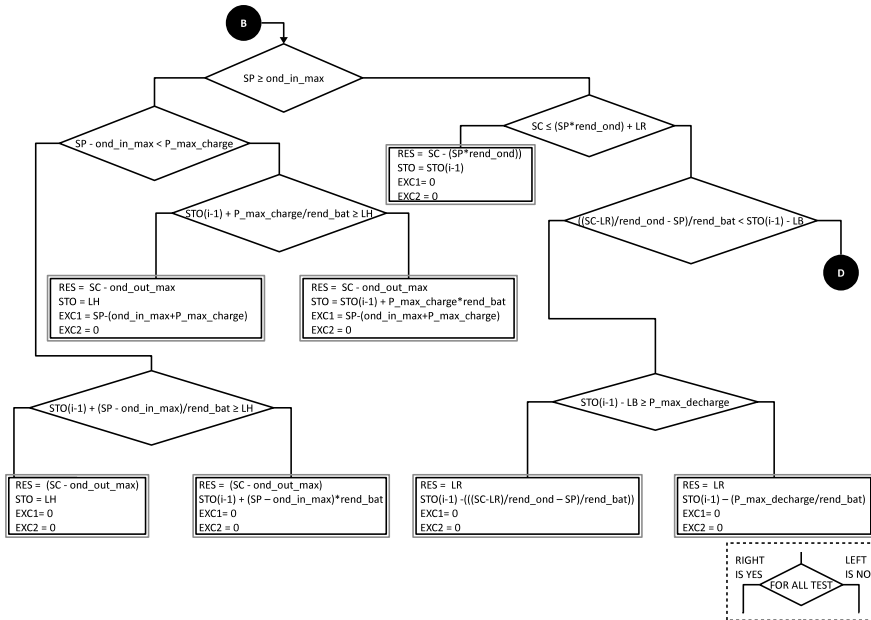 B
SP ≥ ond_in_max
SP - ond_in_max < P_max_charge
SC ≤ (SP*rend_ond) + LR
RES = SC - (SP*rend_ond))
STO = STO(i-1)
EXC1= 0
EXC2 = 0
STO(i-1) + P_max_charge/rend_bat ≥ LH
((SC-LR)/rend_ond - SP)/rend_bat < STO(i-1) - LB
D
RES = SC - ond_out_max
STO = LH
EXC1 = SP-(ond_in_max+P_max_charge)
EXC2 = 0
RES = SC - ond_out_max
STO = STO(i-1) + P_max_charge*rend_bat
EXC1 = SP-(ond_in_max+P_max_charge)
EXC2 = 0
STO(i-1) + (SP - ond_in_max)/rend_bat ≥ LH
STO(i-1) - LB ≥ P_max_decharge
RES = (SC - ond_out_max)
STO = LH
EXC1= 0
EXC2 = 0
RES = (SC - ond_out_max)
STO(i-1) + (SP – ond_in_max)*rend_bat
EXC1= 0
EXC2 = 0
RES = LR
STO(i-1) -(((SC-LR)/rend_ond – SP)/rend_bat))
EXC1= 0
EXC2 = 0
RES = LR
STO(i-1) – (P_max_decharge/rend_bat)
EXC1= 0
EXC2 = 0
RIGHT
IS YES
LEFT
IS NO
FOR ALL TEST